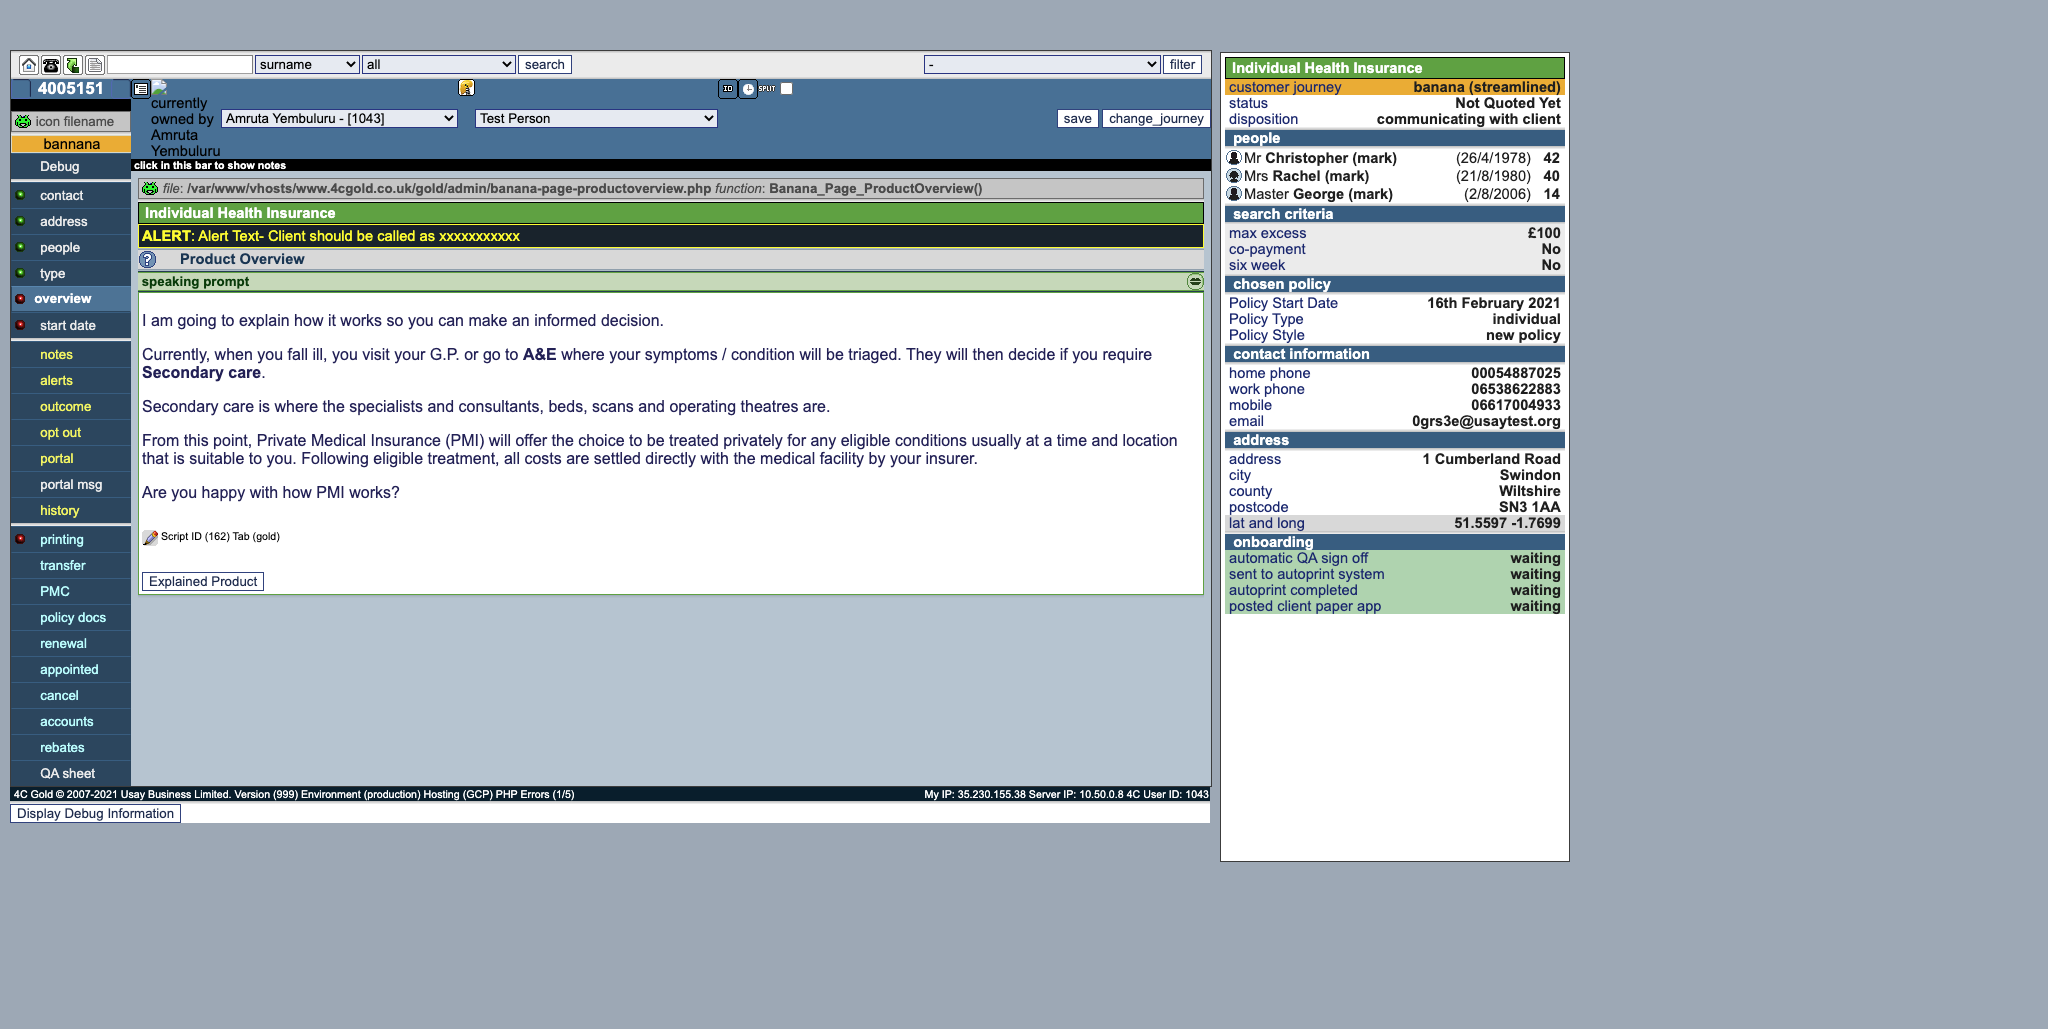 surname all search - filter
4005151
SPLIT
currently
owned by
Amruta
Yembuluru
Amruta Yembuluru - [1043] Test Person save change_journey
icon filename
bannana
Debug
click in this bar to show notes
contact
address
people
type
overview
start date
notes
alerts
outcome
opt out
portal
portal msg
history
printing
transfer
PMC
policy docs
renewal
appointed
cancel
accounts
rebates
QA sheet
file: /var/www/vhosts/www.4cgold.co.uk/gold/admin/banana-page-productoverview.php function: Banana_Page_ProductOverview()
Individual Health Insurance
ALERT: Alert Text- Client should be called as xxxxxxxxxxx
Product Overview
speaking prompt
I am going to explain how it works so you can make an informed decision.
Currently, when you fall ill, you visit your G.P. or go to A&E where your symptoms / condition will be triaged. They will then decide if you require
Secondary care.
Secondary care is where the specialists and consultants, beds, scans and operating theatres are.
From this point, Private Medical Insurance (PMI) will offer the choice to be treated privately for any eligible conditions usually at a time and location
that is suitable to you. Following eligible treatment, all costs are settled directly with the medical facility by your insurer.
Are you happy with how PMI works?
Script ID (162) Tab (gold)
Explained Product
4C Gold © 2007-2021 Usay Business Limited. Version (999) Environment (production) Hosting (GCP) PHP Errors (1/5) My IP: 35.230.155.38 Server IP: 10.50.0.8 4C User ID: 1043
Display Debug Information
Individual Health Insurance
customer journey banana (streamlined)
status Not Quoted Yet
disposition communicating with client
people
Mr Christopher (mark) (26/4/1978) 42
Mrs Rachel (mark) (21/8/1980) 40
Master George (mark) (2/8/2006) 14
search criteria
max excess £100
co-payment No
six week No
chosen policy
Policy Start Date 16th February 2021
Policy Type individual
Policy Style new policy
contact information
home phone 00054887025
work phone 06538622883
mobile 06617004933
email 0grs3e@usaytest.org
address
address 1 Cumberland Road
city Swindon
county Wiltshire
postcode SN3 1AA
lat and long 51.5597 -1.7699
onboarding
automatic QA sign off waiting
sent to autoprint system waiting
autoprint completed waiting
posted client paper app waiting